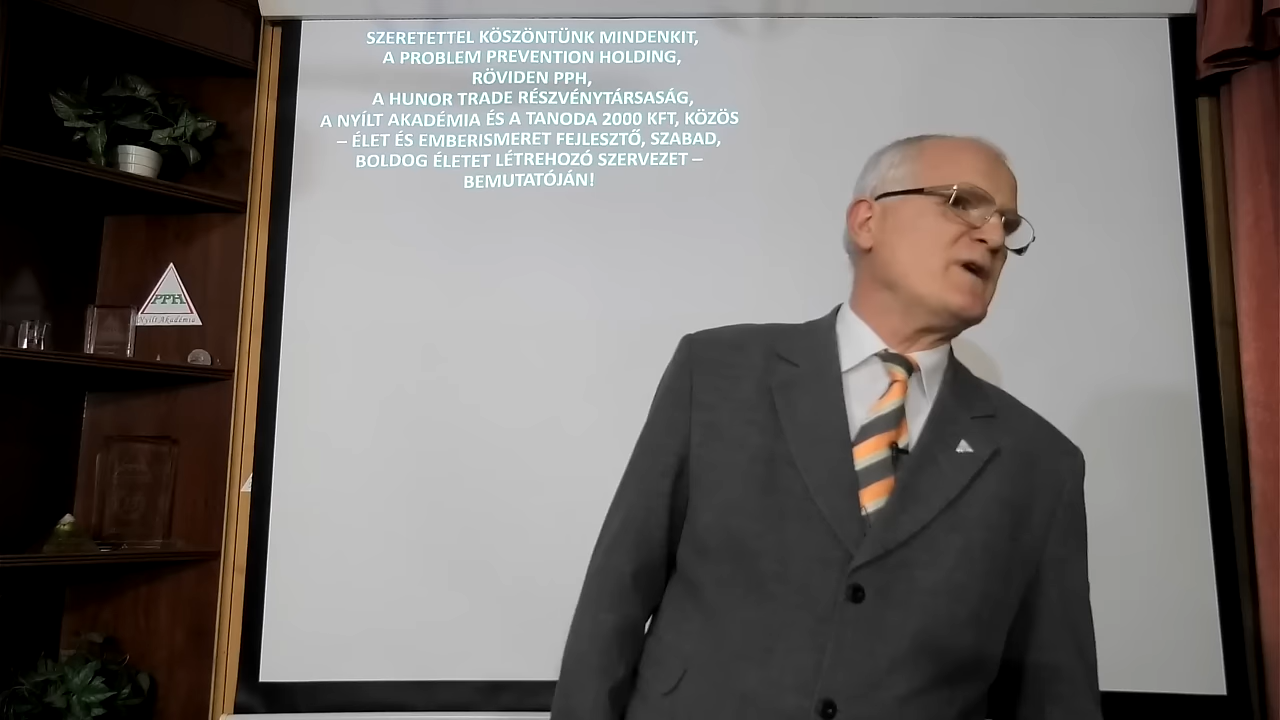 SZERETETTEL KÖSZÖNTÜNK MINDENKIT,
A PROBLEM PREVENTION HOLDING,
RÖVIDEN PPH,
A HUNOR TRADE RÉSZVÉNYTÁRSASÁG,
A NYÍLT AKADÉMIA ÉS A TANODA 2000 KFT, KÖZÖS
– ÉLET ÉS EMBERISMERET FEJLESZTŐ, SZABAD,
BOLDOG ÉLETET LÉTREHOZÓ SZERVEZET –
BEMUTATÓJÁN!
PPH
Nyílt Akadémia